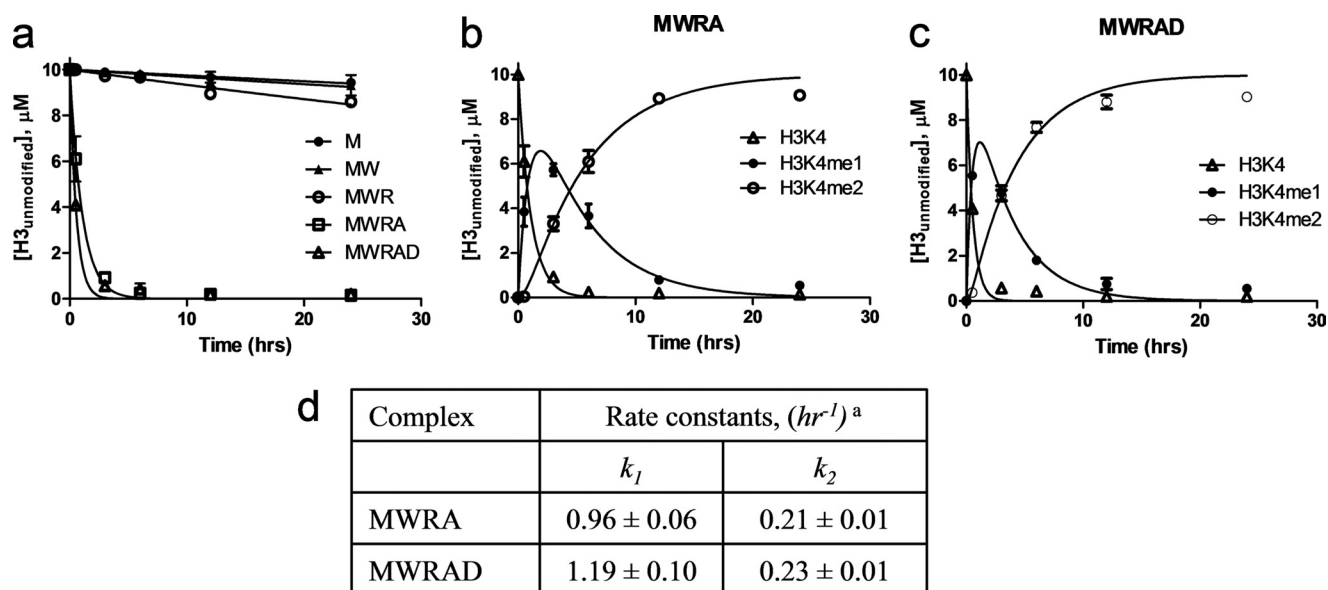 a
[H3unmodified], μM
10
8
6
4
2
0
0 10 20 30
Time (hrs)
M
MW
MWR
MWRA
MWRAD
b
MWRA
[H3unmodified], μM
10
8
6
4
2
0
0 10 20 30
Time (hrs)
H3K4
H3K4me1
H3K4me2
c
MWRAD
[H3unmodified], μM
10
8
6
4
2
0
0 10 20 30
Time (hrs)
H3K4
H3K4me1
H3K4me2
d
Complex Rate constants, (hr⁻¹) ᵃ
k₁ k₂
MWRA 0.96 ± 0.06 0.21 ± 0.01
MWRAD 1.19 ± 0.10 0.23 ± 0.01